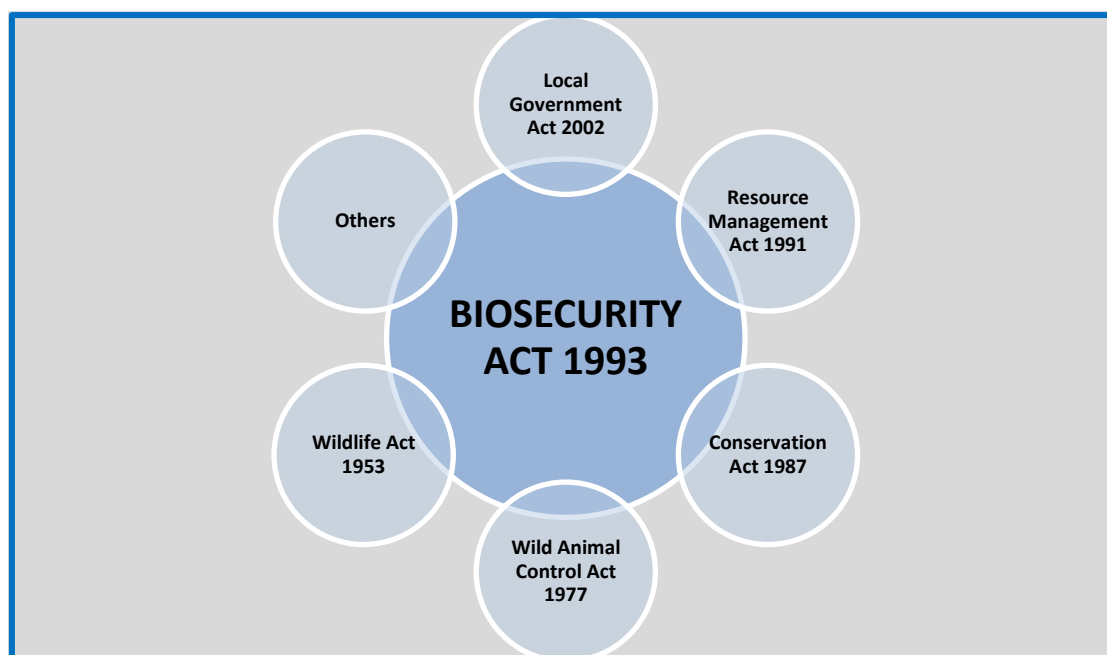 Local
Government
Act 2002
Others
Resource
Management
Act 1991
BIOSECURITY
ACT 1993
Wildlife Act
1953
Conservation
Act 1987
Wild Animal
Control Act
1977